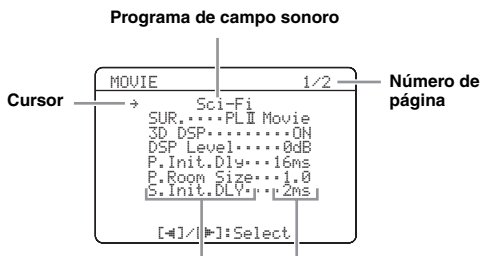 Programa de campo sonoro
MOVIE 1/2
Número de
página
Cursor
→ Sci-Fi
SUR.····PLⅡ Movie
3D DSP·········ON
DSP Level·····0dB
P.Init.Dly···16ms
P.Room Size···1.0
S.Init.DLY····2ms
[◄]/[►]:Select